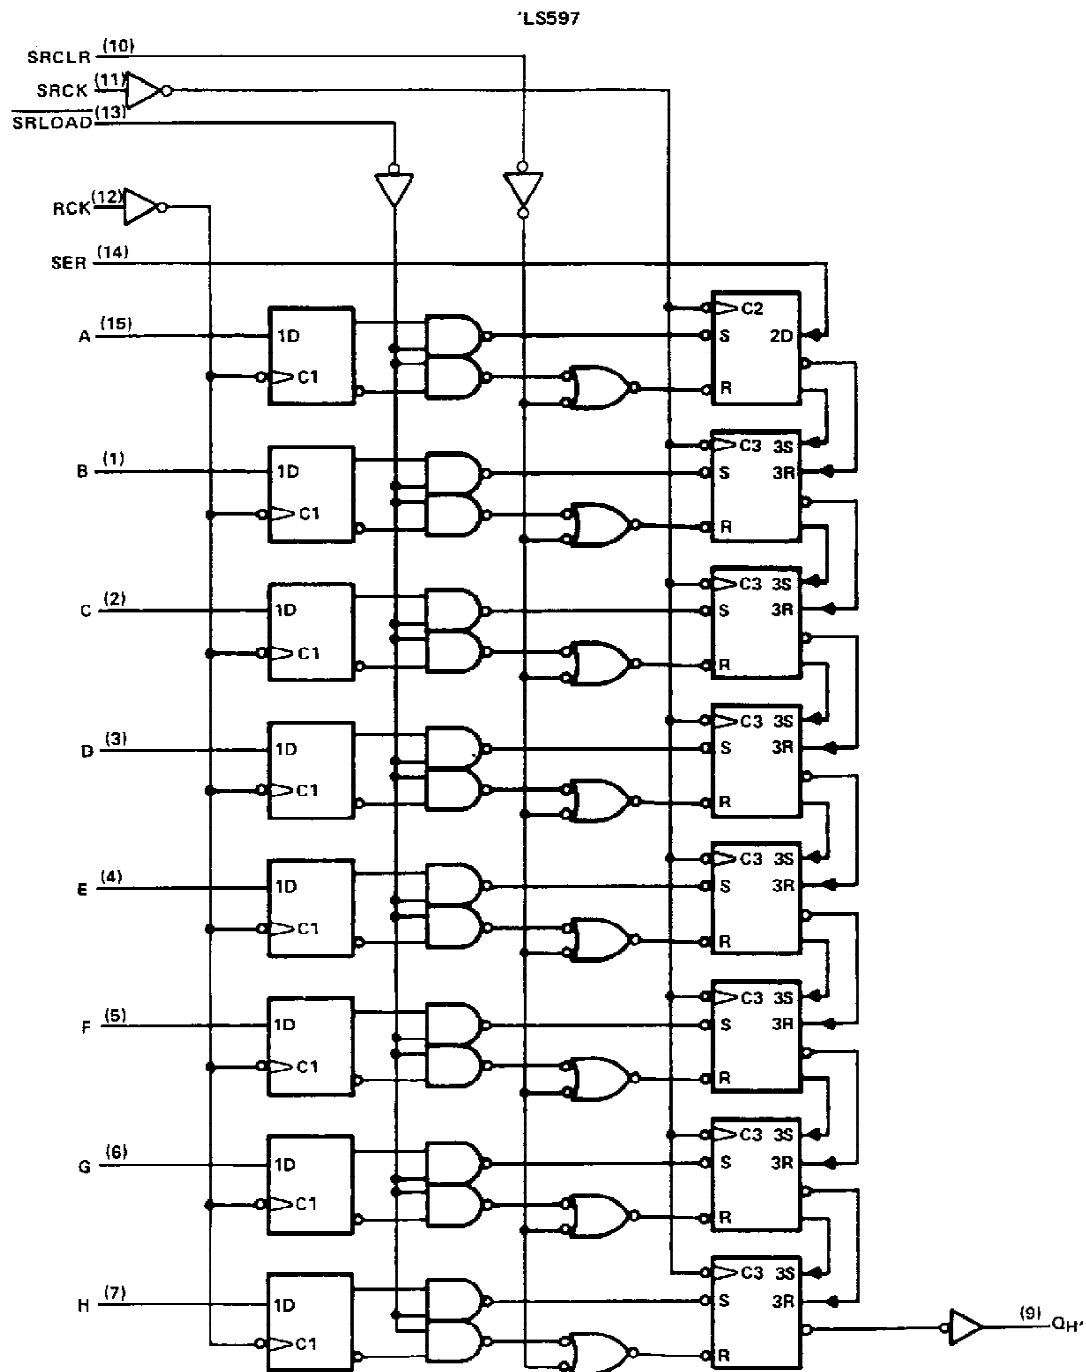 'LS597
SRCLR (10)
SRCK (11)
SRLOAD (13)
RCK (12)
SER (14)
C2
A (15) 1D S 2D
C1 R
C3 3S
B (1) 1D S 3R
C1 R
C3 3S
C (2) 1D S 3R
C1 R
C3 3S
D (3) 1D S 3R
C1 R
C3 3S
E (4) 1D S 3R
C1 R
C3 3S
F (5) 1D S 3R
C1 R
C3 3S
G (6) 1D S 3R
C1 R
C3 3S
H (7) 1D S 3R
(9) QH'
C1 R